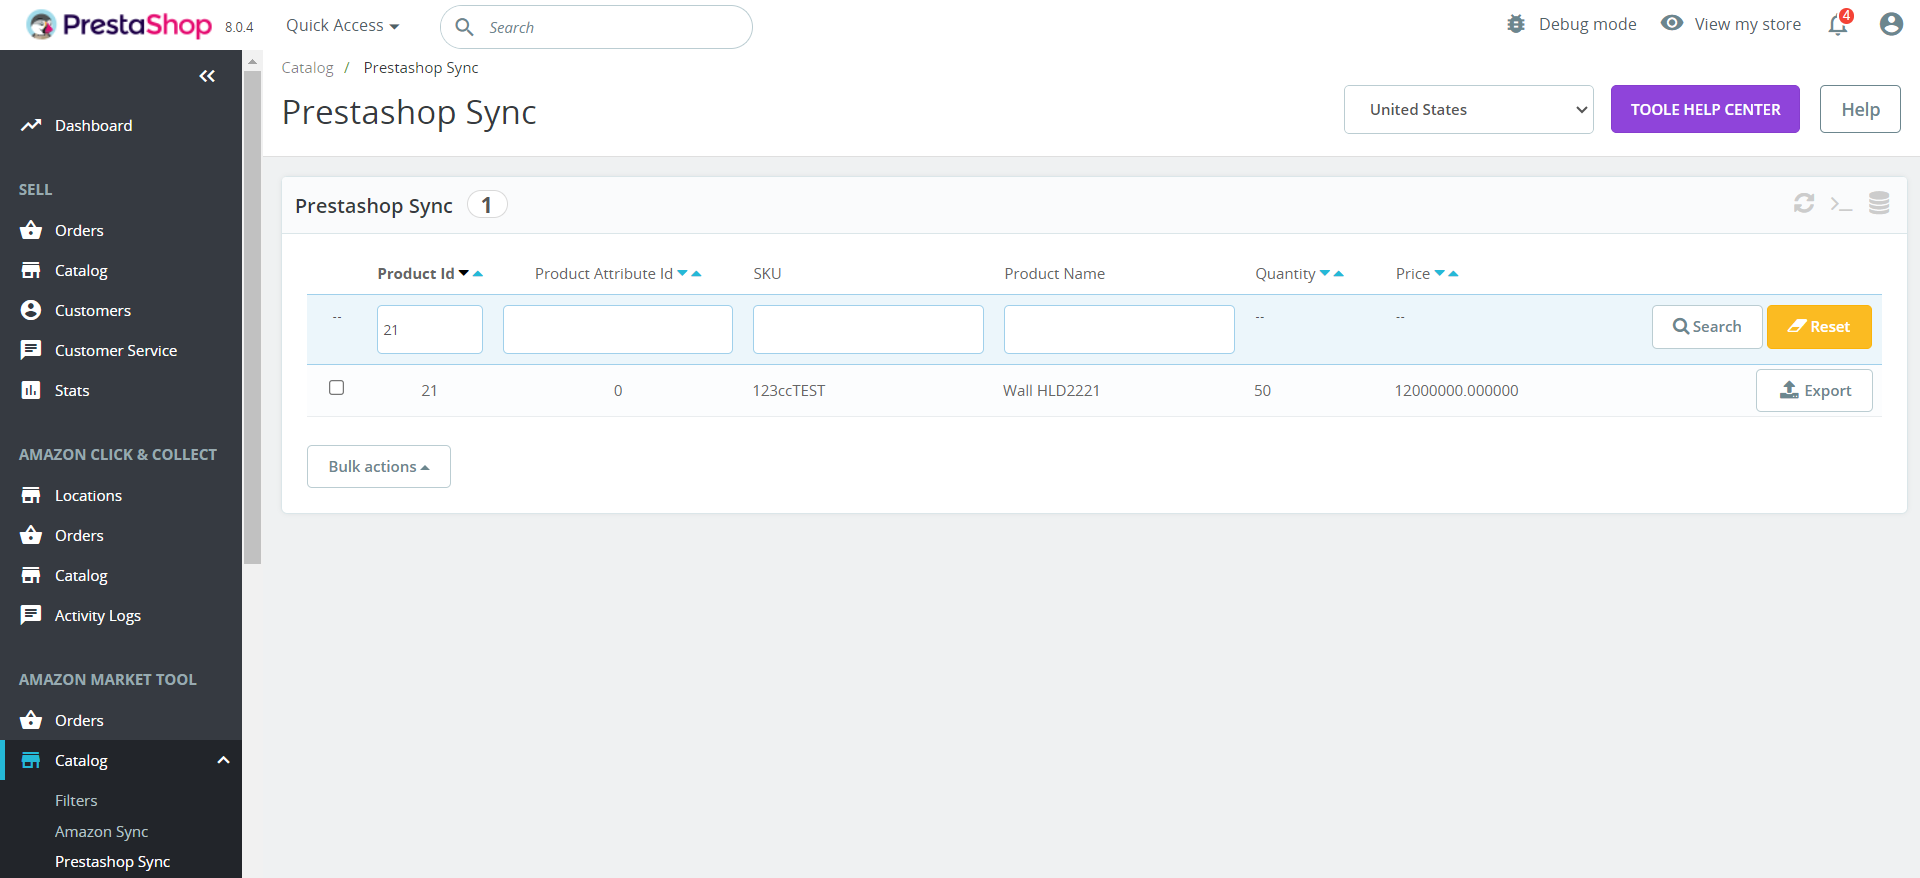 PrestaShop 8.0.4 Quick Access Search Debug mode View my store 4
Catalog / Prestashop Sync
Prestashop Sync
United States TOOLE HELP CENTER Help
Dashboard
SELL
Orders
Catalog
Customers
Customer Service
Stats
AMAZON CLICK & COLLECT
Locations
Orders
Catalog
Activity Logs
AMAZON MARKET TOOL
Orders
Catalog
Filters
Amazon Sync
Prestashop Sync
Prestashop Sync 1
Product Id Product Attribute Id SKU Product Name Quantity Price
-- 21 -- -- Search Reset
21 0 123ccTEST Wall HLD2221 50 12000000.000000 Export
Bulk actions